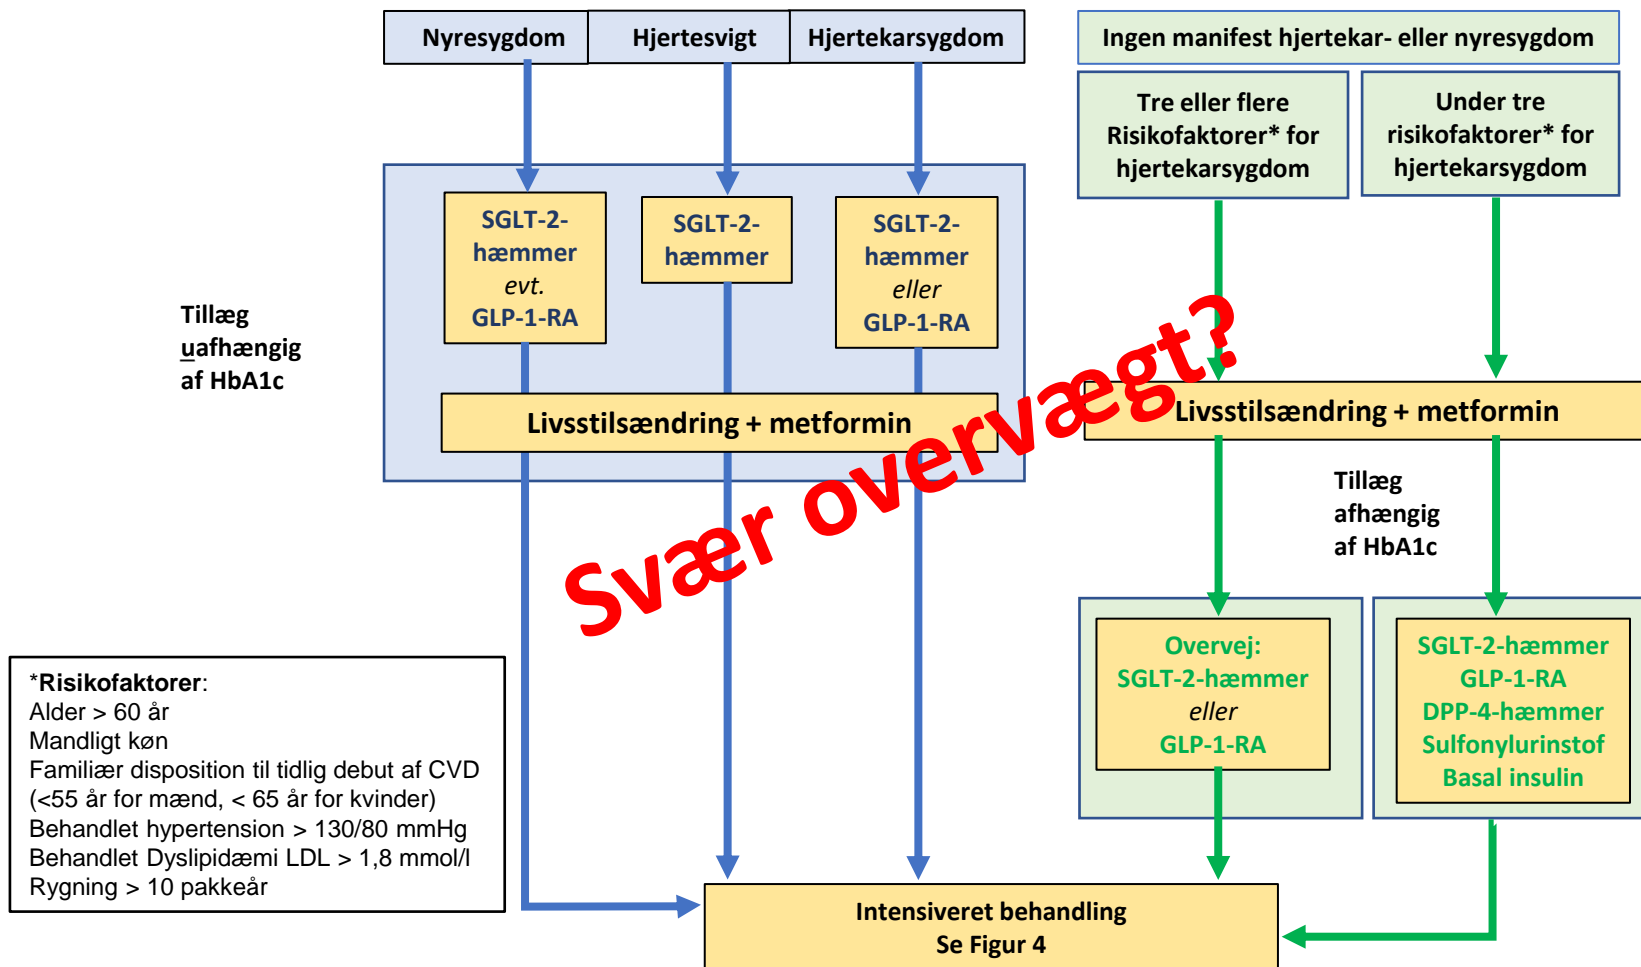 Nyresygdom
Hjertesvigt
Hjertekarsygdom
Ingen manifest hjertekar- eller nyresygdom
Tre eller flere
Risikofaktorer* for
hjertekarsygdom
Under tre
risikofaktorer* for
hjertekarsygdom
SGLT-2-
hæmmer
evt.
GLP-1-RA
SGLT-2-
hæmmer
SGLT-2-
hæmmer
eller
GLP-1-RA
Tillæg
uafhængig
af HbA1c
Livsstilsændring + metformin
Livsstilsændring + metformin
Svær overvægt?
Tillæg
afhængig
af HbA1c
Overvej:
SGLT-2-hæmmer
eller
GLP-1-RA
SGLT-2-hæmmer
GLP-1-RA
DPP-4-hæmmer
Sulfonylurinstof
Basal insulin
*Risikofaktorer:
Alder > 60 år
Mandligt køn
Familiær disposition til tidlig debut af CVD
(<55 år for mænd, < 65 år for kvinder)
Behandlet hypertension > 130/80 mmHg
Behandlet Dyslipidæmi LDL > 1,8 mmol/l
Rygning > 10 pakkeår
Intensiveret behandling
Se Figur 4